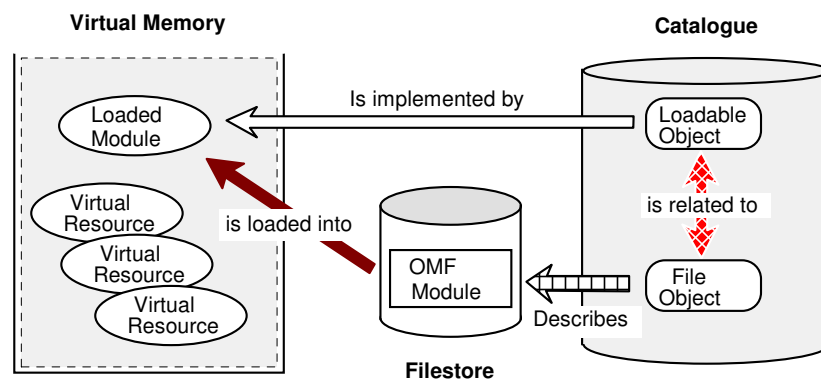 Virtual Memory
Catalogue
Is implemented by
Loaded
Module
Loadable
Object
Virtual
Resource
is loaded into
is related to
Virtual
Resource
OMF
Module
File
Object
Virtual
Resource
Describes
Filestore